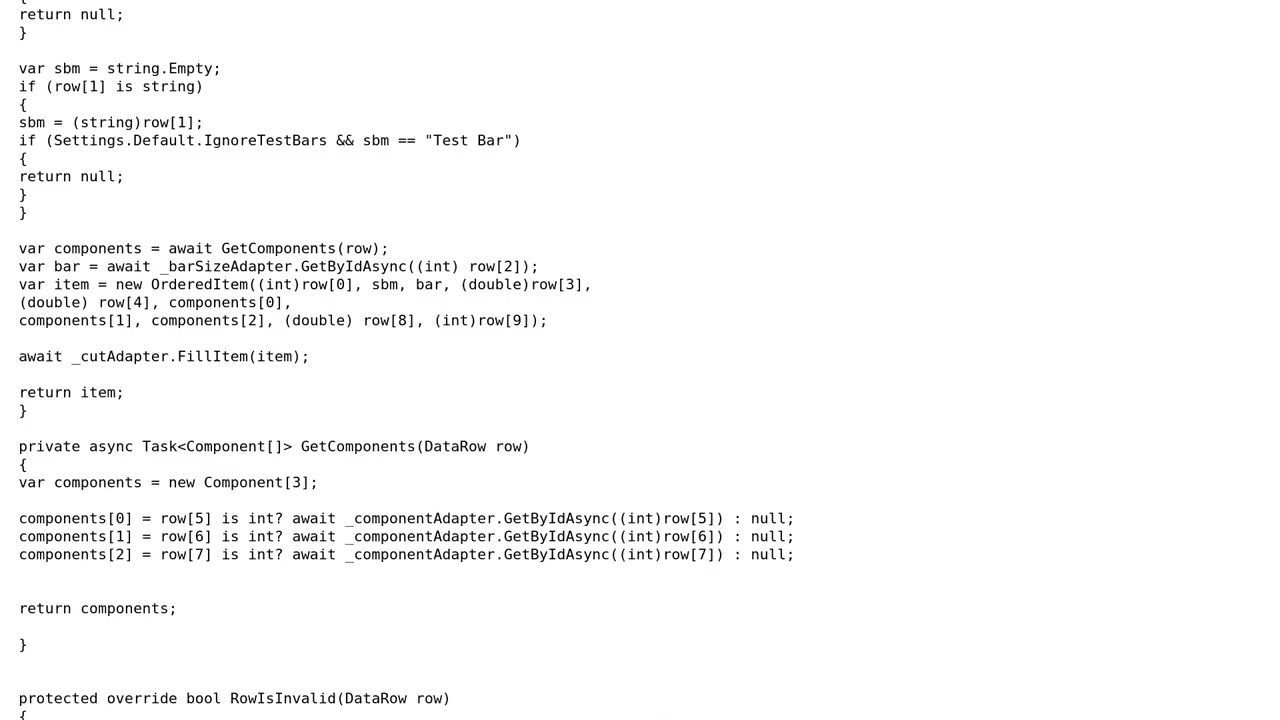 {
return null;
}
var sbm = string.Empty;
if (row[1] is string)
{
sbm = (string)row[1];
if (Settings.Default.IgnoreTestBars && sbm == "Test Bar")
{
return null;
}
}
var components = await GetComponents(row);
var bar = await _barSizeAdapter.GetByIdAsync((int) row[2]);
var item = new OrderedItem((int)row[0], sbm, bar, (double)row[3],
(double) row[4], components[0],
components[1], components[2], (double) row[8], (int)row[9]);
await _cutAdapter.FillItem(item);
return item;
}
private async Task<Component[]> GetComponents(DataRow row)
{
var components = new Component[3];
components[0] = row[5] is int? await _componentAdapter.GetByIdAsync((int)row[5]) : null;
components[1] = row[6] is int? await _componentAdapter.GetByIdAsync((int)row[6]) : null;
components[2] = row[7] is int? await _componentAdapter.GetByIdAsync((int)row[7]) : null;
return components;
}
protected override bool RowIsInvalid(DataRow row)
{